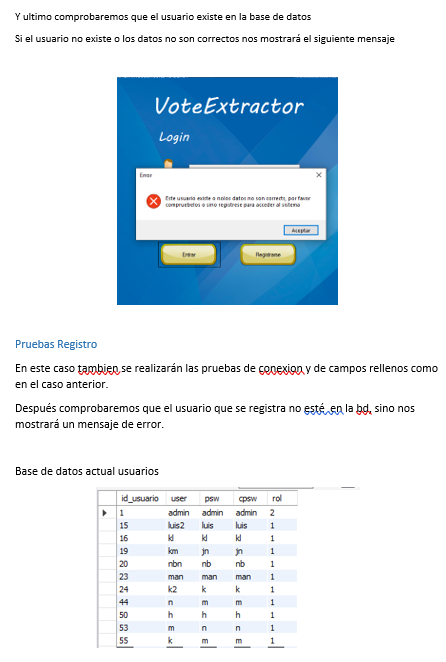 Y ultimo comprobaremos que el usuario existe en la base de datos
Si el usuario no existe o los datos no son correctos nos mostrará el siguiente mensaje
VoteExtractor
Login
Error
Este usuario existe o nolos datos no son corrects, por favor
compruebelos o sino registrese para acceder al sistema
Aceptar
Entrar Registrarse
Pruebas Registro
En este caso tambien se realizarán las pruebas de conexion y de campos rellenos como
en el caso anterior.
Después comprobaremos que el usuario que se registra no esté en la bd, sino nos
mostrará un mensaje de error.
Base de datos actual usuarios
id_usuario user psw cpsw rol
1 admin admin admin 2
15 luis2 luis luis 1
16 kl kl kl 1
19 km jn jn 1
20 nbn nb nb 1
23 man man man 1
24 k2 k k 1
44 n m m 1
50 h h h 1
53 m n n 1
55 k m m 1